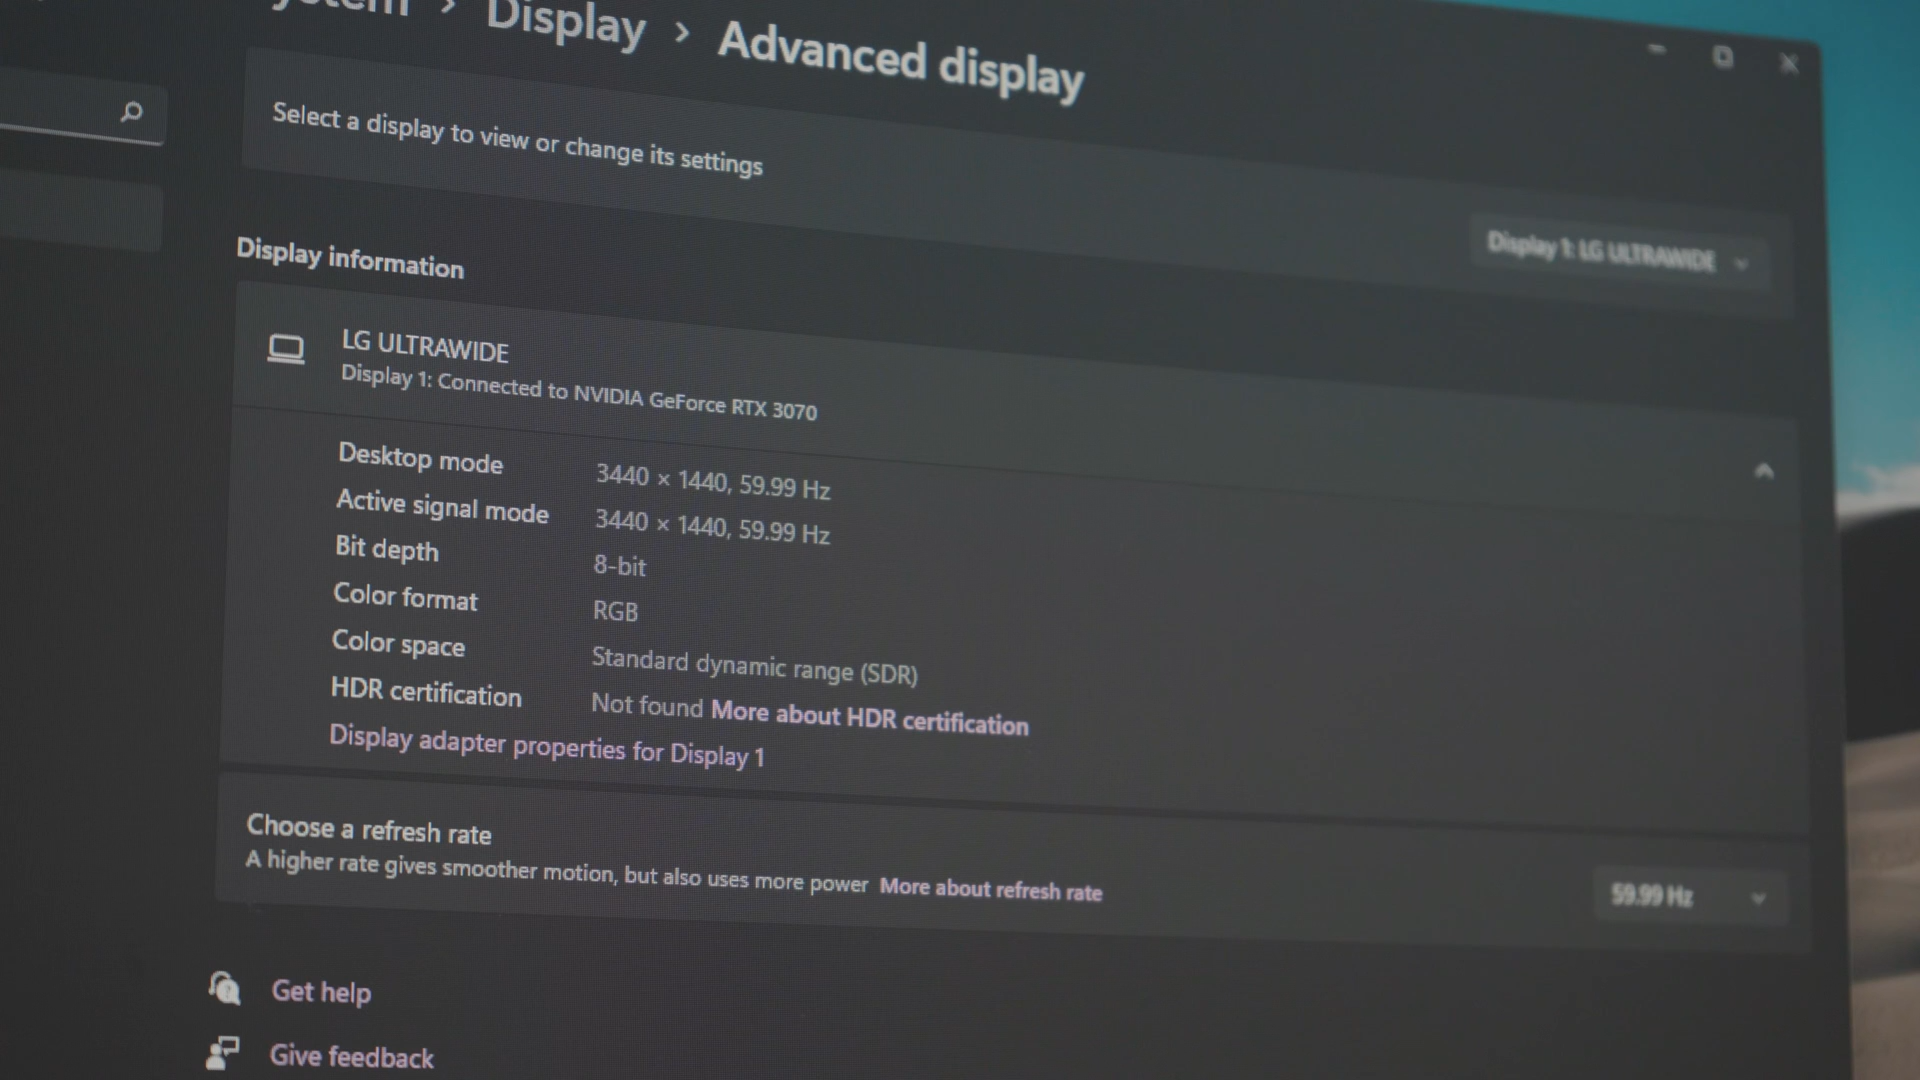 Display > Advanced display
Select a display to view or change its settings
Display 1: LG ULTRAWIDE
Display information
LG ULTRAWIDE
Display 1: Connected to NVIDIA GeForce RTX 3070
Desktop mode 3440 × 1440, 59.99 Hz
Active signal mode 3440 × 1440, 59.99 Hz
Bit depth 8-bit
Color format RGB
Color space Standard dynamic range (SDR)
HDR certification Not found More about HDR certification
Display adapter properties for Display 1
Choose a refresh rate
A higher rate gives smoother motion, but also uses more power More about refresh rate
59.99 Hz
Get help
Give feedback